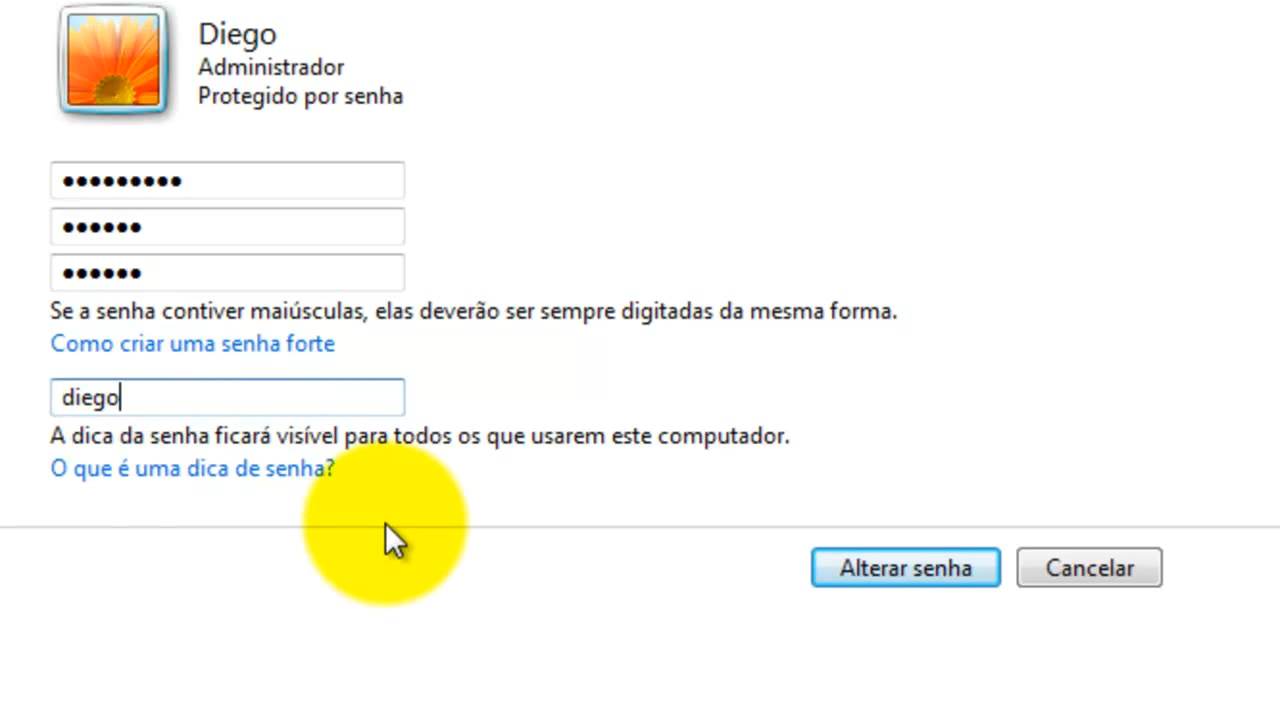 Diego
Administrador
Protegido por senha
•••••••••
••••••
••••••
Se a senha contiver maiúsculas, elas deverão ser sempre digitadas da mesma forma.
Como criar uma senha forte
diego
A dica da senha ficará visível para todos os que usarem este computador.
O que é uma dica de senha?
Alterar senha
Cancelar